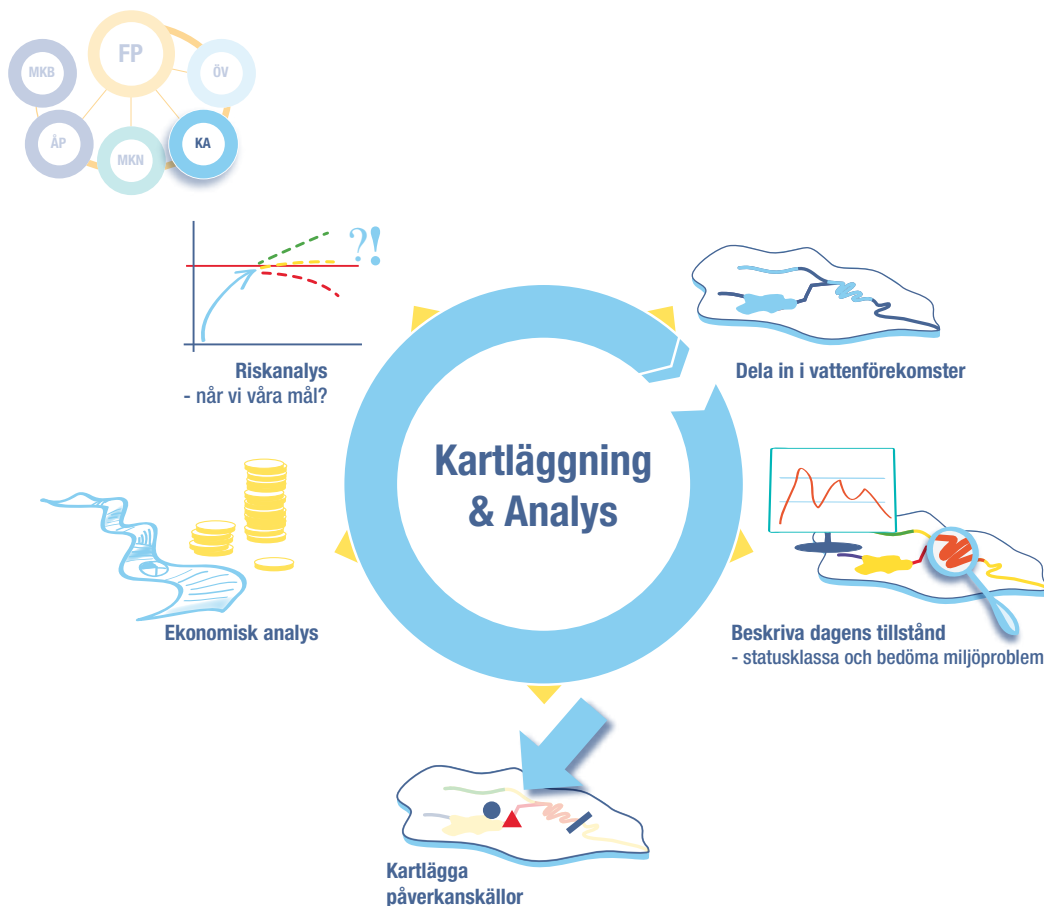 FP
MKB
ÖV
ÅP
MKN
KA
?!
Riskanalys
- når vi våra mål?
Dela in i vattenförekomster
Kartläggning
& Analys
Ekonomisk analys
Beskriva dagens tillstånd
- statusklassa och bedöma miljöproblem
Kartlägga
påverkanskällor